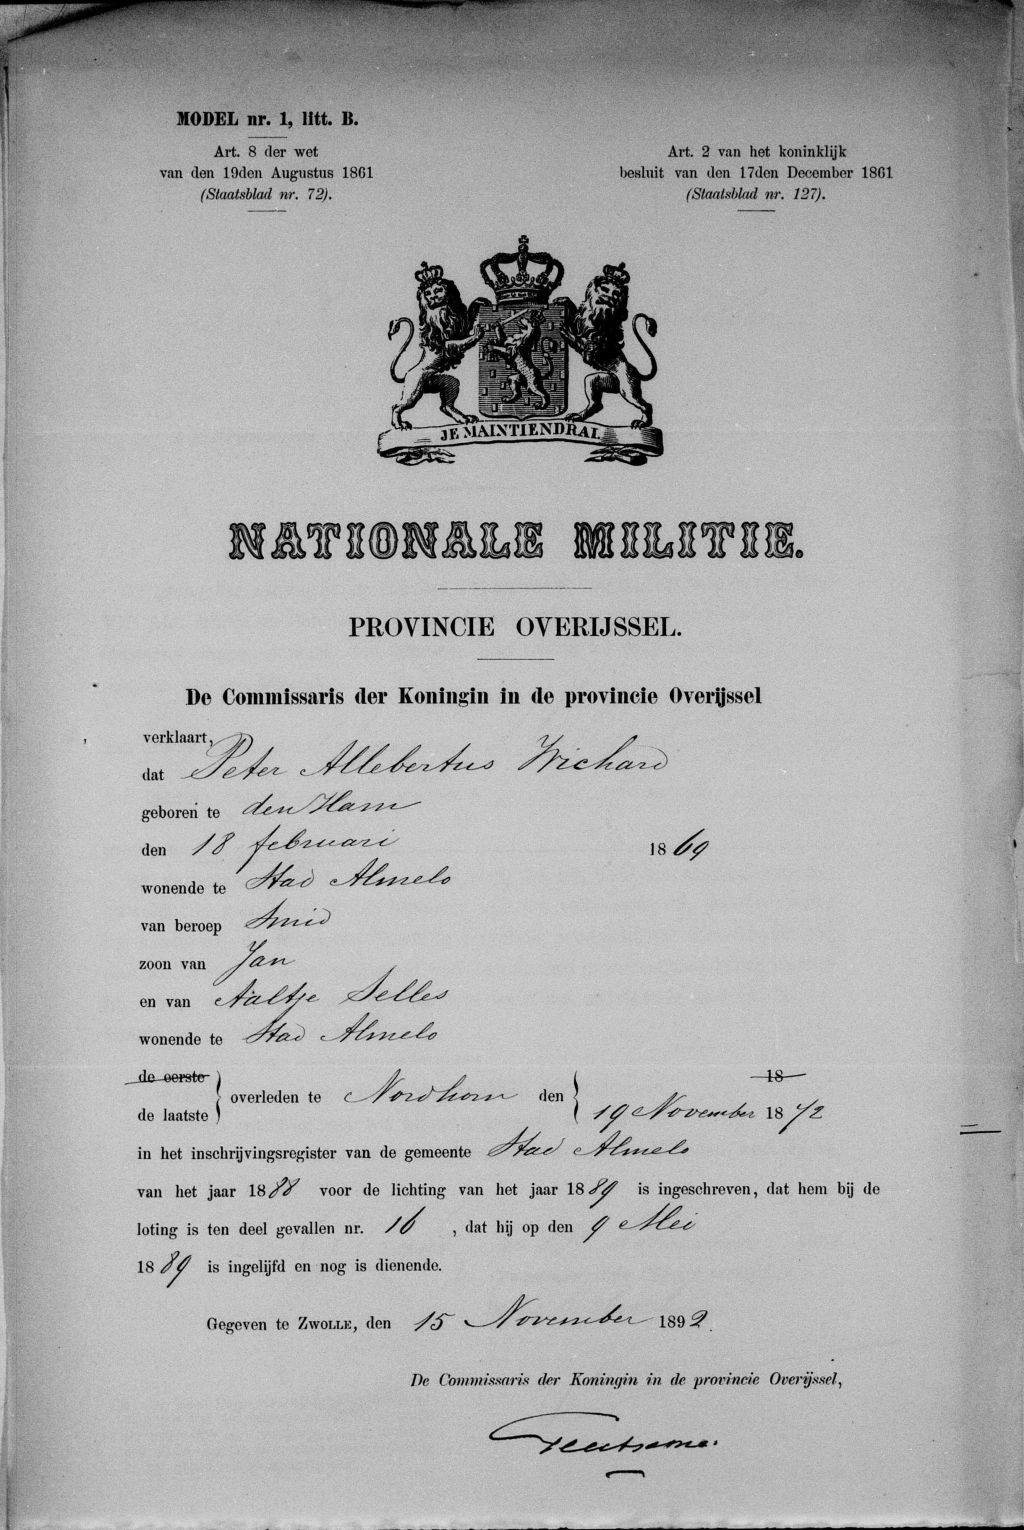 MODEL nr. 1, litt. B.
Art. 8 der wet
van den 19den Augustus 1861
(Staatsblad nr. 72).
Art. 2 van het koninklijk
besluit van den 17den December 1861
(Staatsblad nr. 127).
JE MAINTIENDRAI
NATIONALE MILITIE.
PROVINCIE OVERIJSSEL.
De Commissaris der Koningin in de provincie Overijssel
verklaart,
dat Peter Allebertus Wichard
geboren te den Ham
den 18 februari 1869
wonende te Stad Almelo
van beroep Smid
zoon van Jan
en van Aaltje Selles
wonende te Stad Almelo
de eerste 18
overleden te Nordhorn den
de laatste 19 November 1872
in het inschrijvingsregister van de gemeente Stad Almelo
van het jaar 1888 voor de lichting van het jaar 1889 is ingeschreven, dat hem bij de
loting is ten deel gevallen nr. 16, dat hij op den 9 Mei
1889 is ingelijfd en nog is dienende.
Gegeven te ZWOLLE, den 15 November 1892.
De Commissaris der Koningin in de provincie Overijssel,